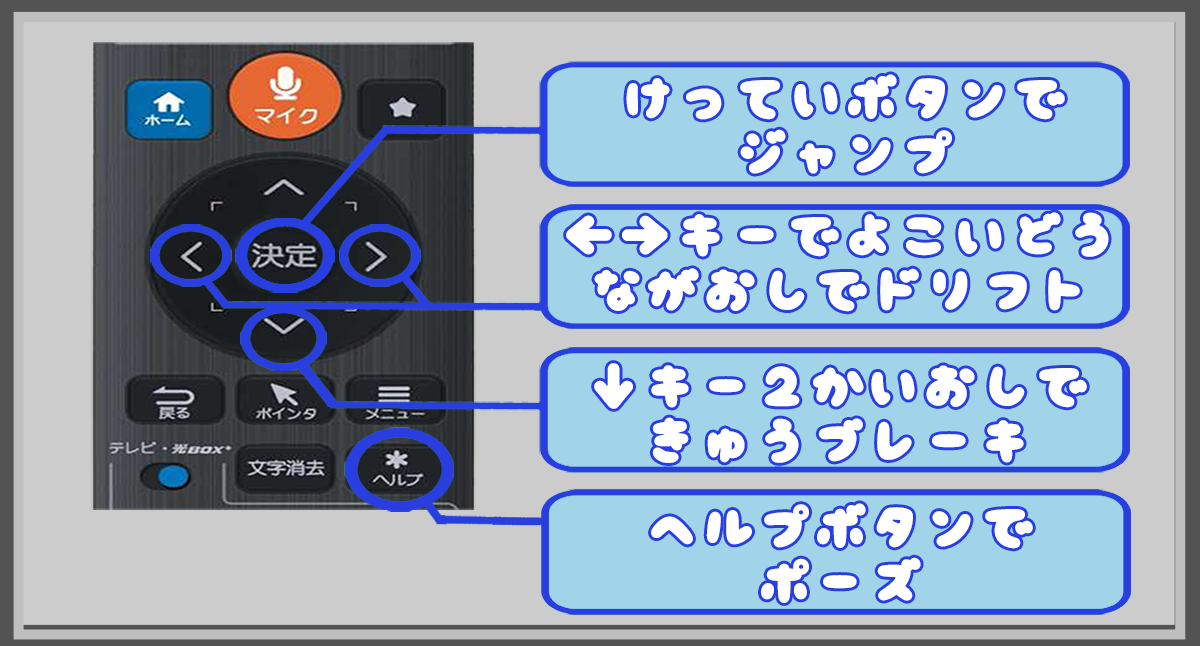 ホーム
マイク
決定
戻る
ポインタ
メニュー
テレビ・光BOX+
文字消去
ヘルプ
けっていボタンで
ジャンプ
←→キーでよこいどう
ながおしでドリフト
↓キー2かいおしで
きゅうブレーキ
ヘルプボタンで
ポーズ